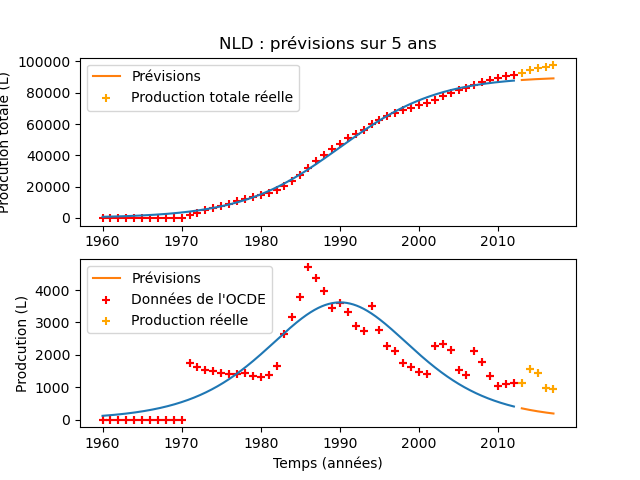 NLD : prévisions sur 5 ans
Prodcution totale (L)
100000
80000
60000
40000
20000
0
Prévisions
Production totale réelle
1960 1970 1980 1990 2000 2010
Prodcution (L)
4000
3000
2000
1000
0
Prévisions
Données de l'OCDE
Production réelle
1960 1970 1980 1990 2000 2010
Temps (années)